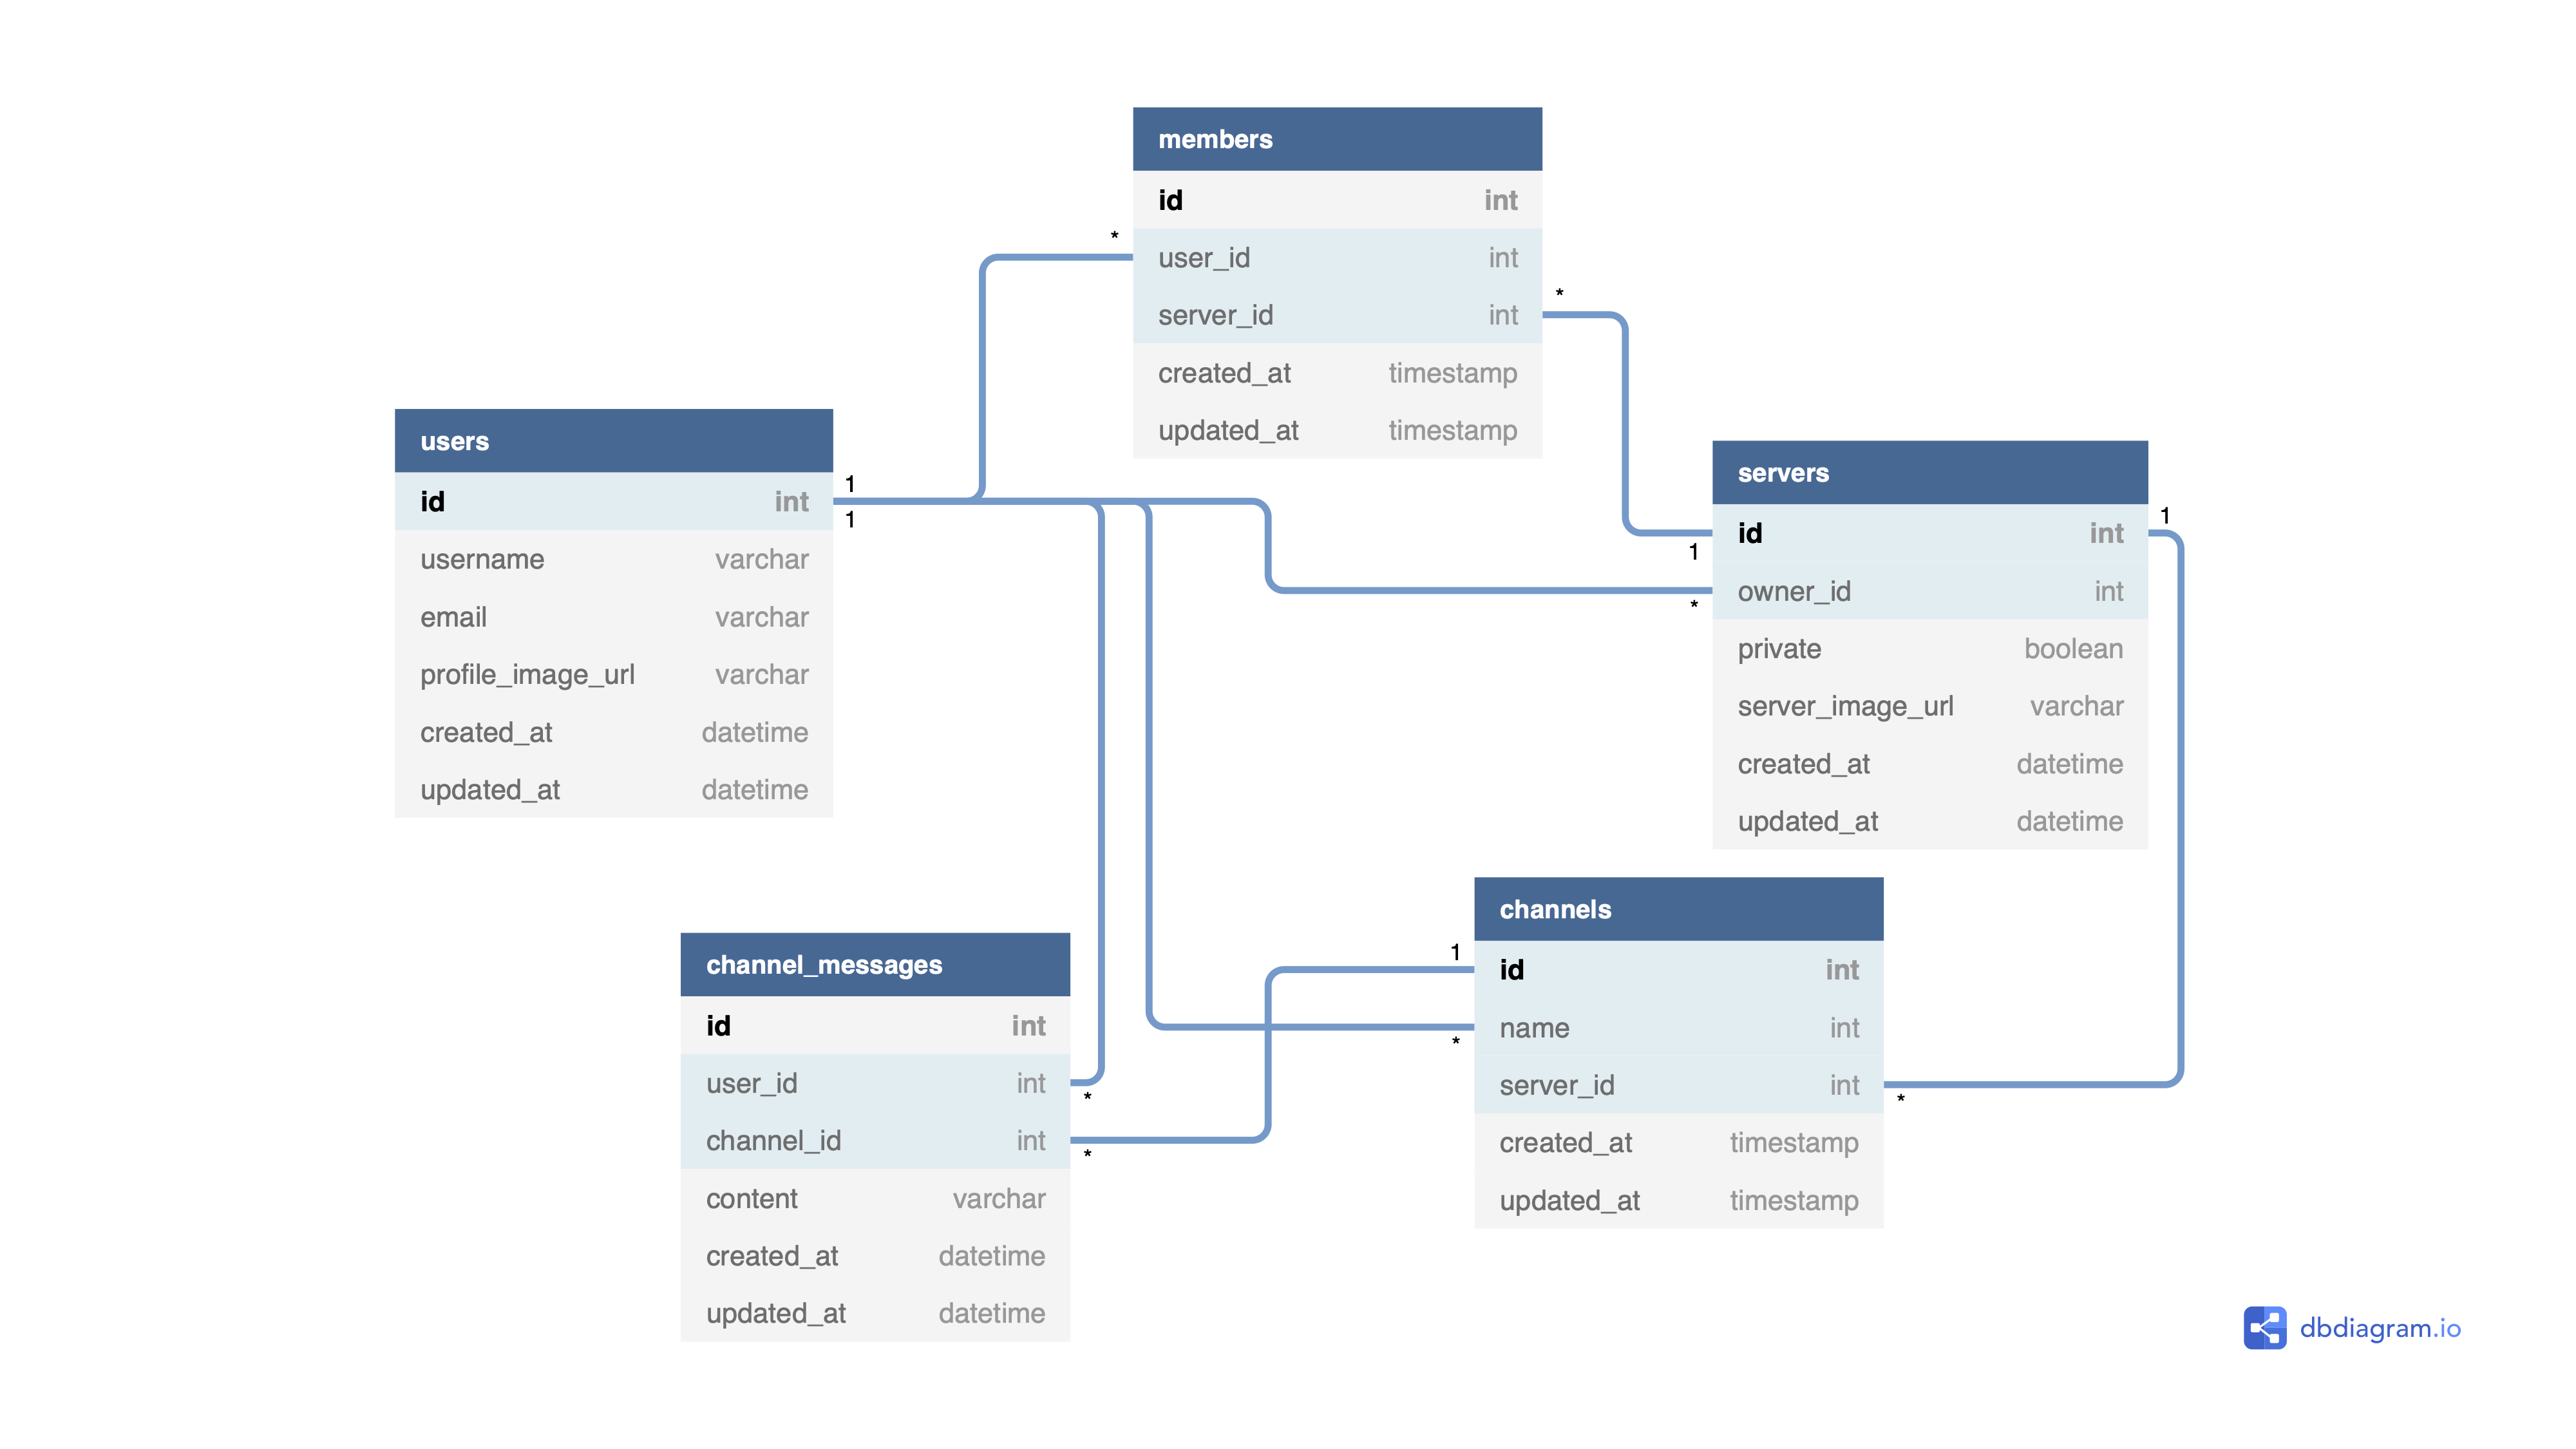 members
id int
user_id int
server_id int
created_at timestamp
updated_at timestamp
*
*
users
id int
username varchar
email varchar
profile_image_url varchar
created_at datetime
updated_at datetime
1
1
servers
id int
owner_id int
private boolean
server_image_url varchar
created_at datetime
updated_at datetime
1
1
*
channel_messages
id int
user_id int
channel_id int
content varchar
created_at datetime
updated_at datetime
*
*
channels
id int
name int
server_id int
created_at timestamp
updated_at timestamp
1
*
*
dbdiagram.io